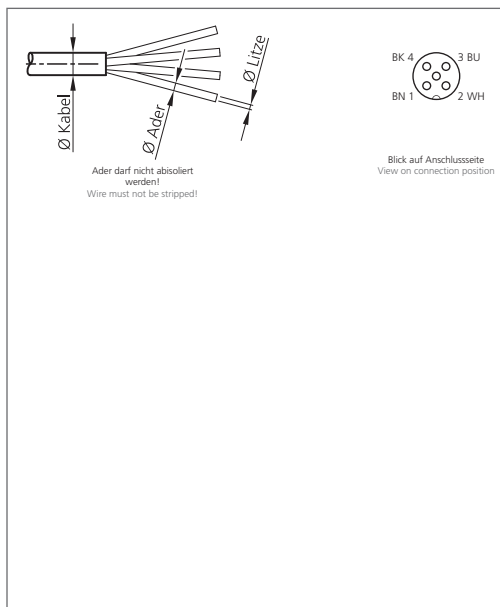 Ø Kabel
Ø Ader
Ø Litze
Ader darf nicht abisoliert
werden!
Wire must not be stripped!
BK 4
3 BU
BN 1
2 WH
Blick auf Anschlussseite
View on connection position